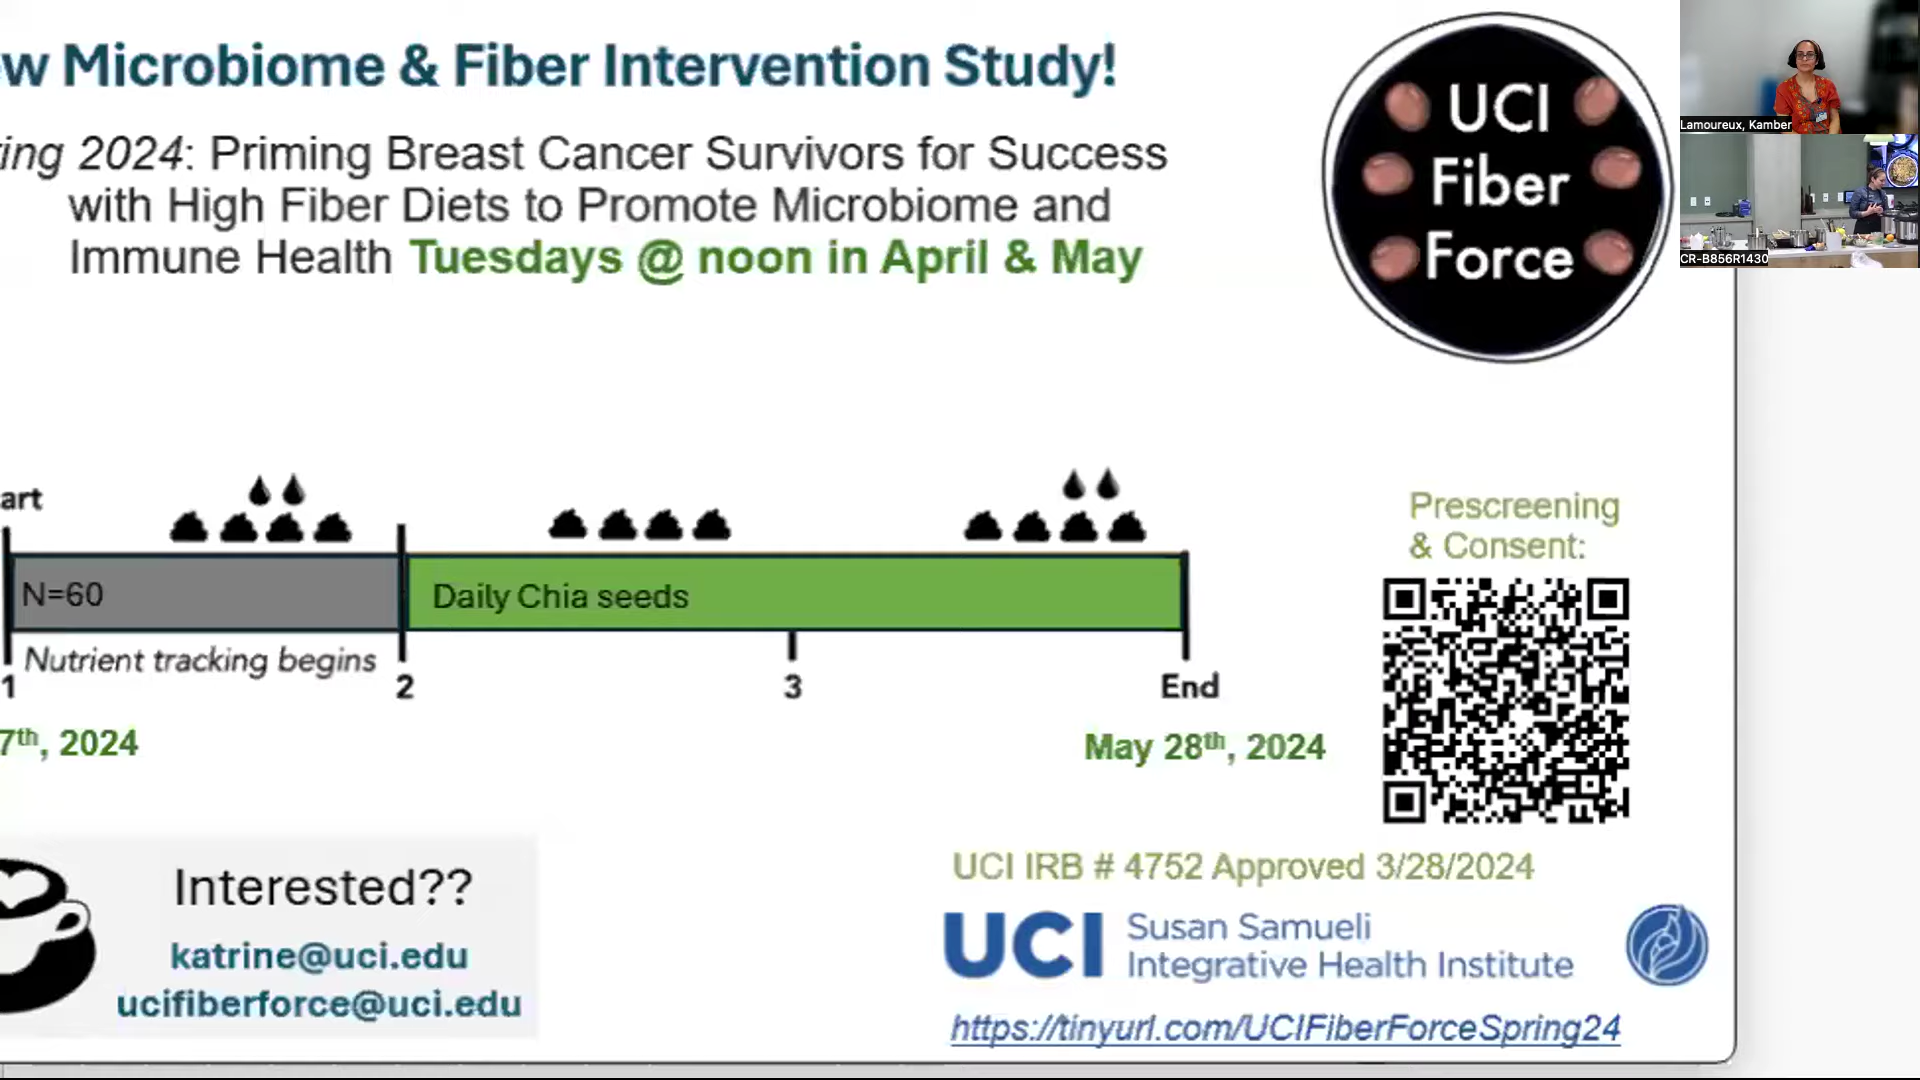 w Microbiome & Fiber Intervention Study!
ring 2024: Priming Breast Cancer Survivors for Success
with High Fiber Diets to Promote Microbiome and
Immune Health Tuesdays @ noon in April & May
UCI
Fiber
Force
Lamoureux, Kamber
CR-B856R1430
art
N=60
Daily Chia seeds
Nutrient tracking begins
1
2
3
End
7th, 2024
May 28th, 2024
Prescreening
& Consent:
Interested??
katrine@uci.edu
ucifiberforce@uci.edu
UCI IRB # 4752 Approved 3/28/2024
UCI Susan Samueli
Integrative Health Institute
https://tinyurl.com/UCIFiberForceSpring24